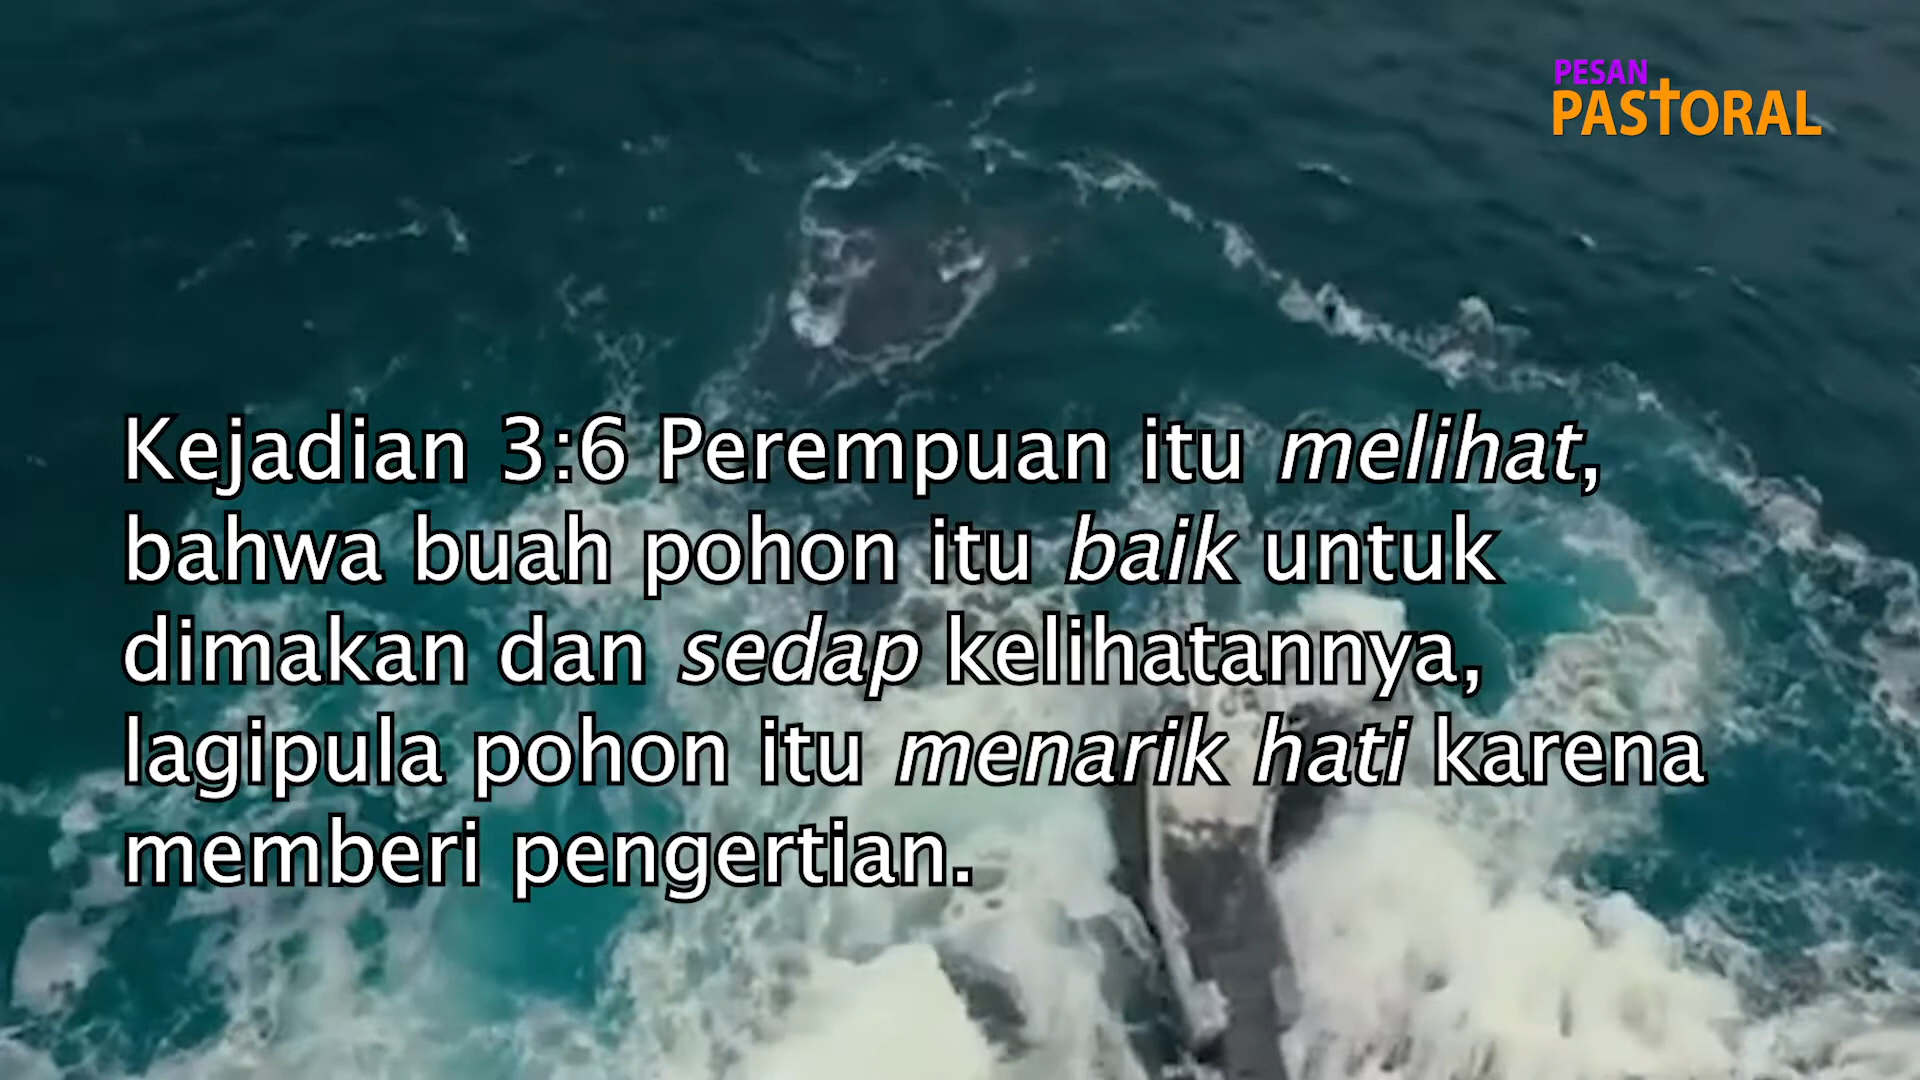 PESAN
PASTORAL
Kejadian 3:6 Perempuan itu melihat,
bahwa buah pohon itu baik untuk
dimakan dan sedap kelihatannya,
lagipula pohon itu menarik hati karena
memberi pengertian.